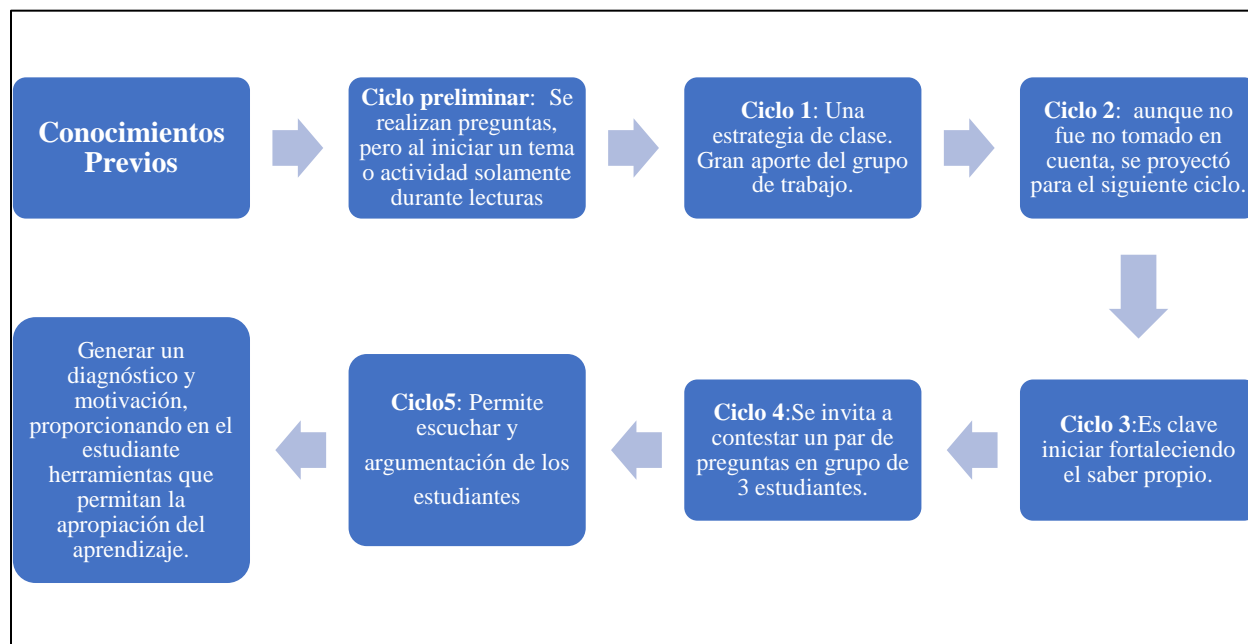 Conocimientos
Previos
Ciclo preliminar: Se
realizan preguntas,
pero al iniciar un tema
o actividad solamente
durante lecturas
Ciclo 1: Una
estrategia de clase.
Gran aporte del grupo
de trabajo.
Ciclo 2: aunque no
fue no tomado en
cuenta, se proyectó
para el siguiente ciclo.
Ciclo 3:Es clave
iniciar fortaleciendo
el saber propio.
Ciclo 4:Se invita a
contestar un par de
preguntas en grupo de
3 estudiantes.
Ciclo5: Permite
escuchar y
argumentación de los
estudiantes
Generar un
diagnóstico y
motivación,
proporcionando en el
estudiante
herramientas que
permitan la
apropiación del
aprendizaje.